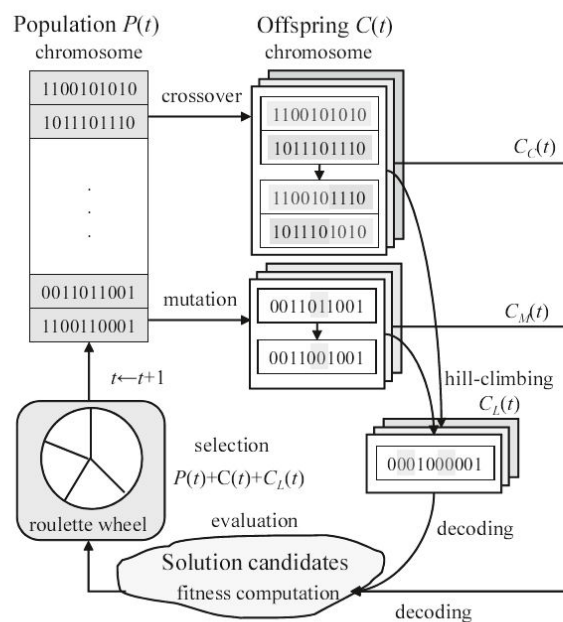 Population P(t)
chromosome
1100101010
1011101110
.
.
.
0011011001
1100110001
t←t+1
roulette wheel
crossover
mutation
Offspring C(t)
chromosome
1100101010
1011101110
1100101110
1011101010
0011011001
0011001001
C_C(t)
C_M(t)
hill-climbing
C_L(t)
0001000001
selection
P(t)+C(t)+C_L(t)
evaluation
decoding
Solution candidates
fitness computation
decoding